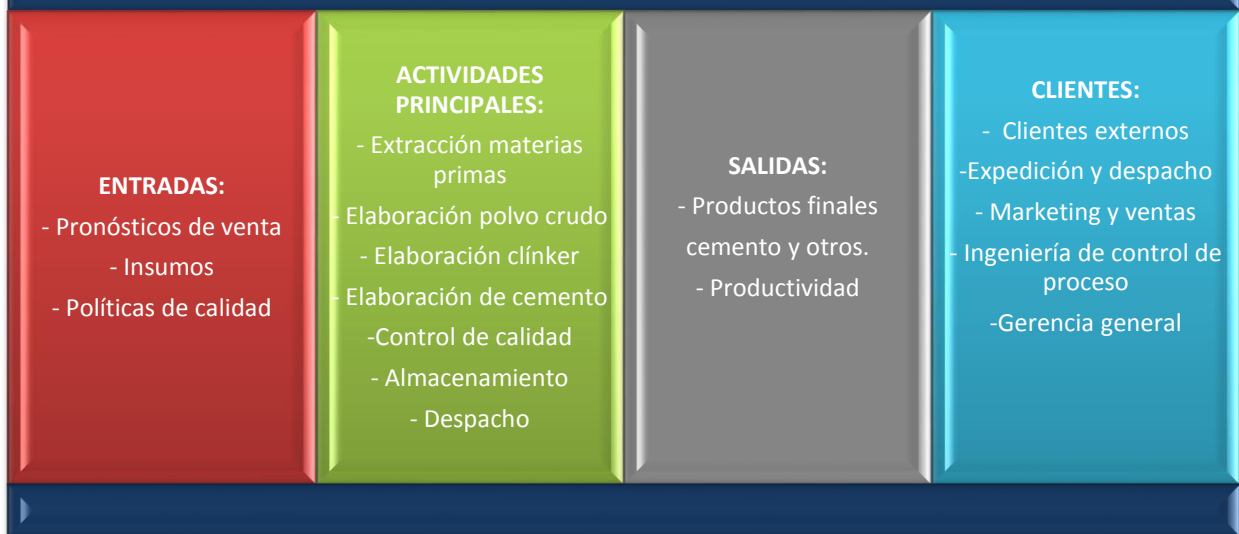 ENTRADAS:
- Pronósticos de venta
- Insumos
- Políticas de calidad
ACTIVIDADES
PRINCIPALES:
- Extracción materias
primas
- Elaboración polvo crudo
- Elaboración clínker
- Elaboración de cemento
-Control de calidad
- Almacenamiento
- Despacho
SALIDAS:
- Productos finales
cemento y otros.
- Productividad
CLIENTES:
- Clientes externos
-Expedición y despacho
- Marketing y ventas
- Ingeniería de control de
proceso
-Gerencia general